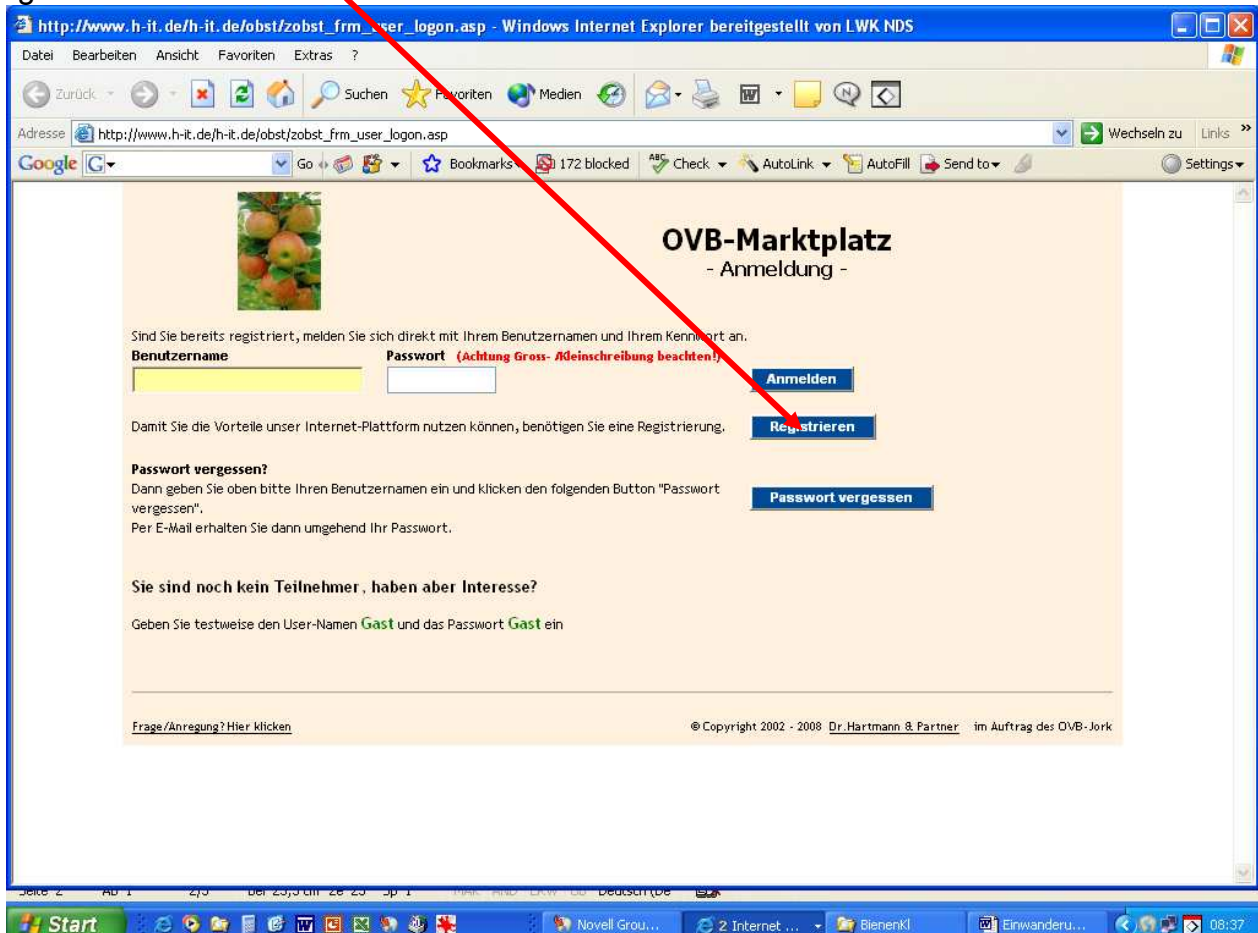 http://www.h-it.de/h-it.de/obst/zobst_frm_user_logon.asp - Windows Internet Explorer bereitgestellt von LWK NDS
Datei Bearbeiten Ansicht Favoriten Extras ?
Zurück Suchen Favoriten Medien
Adresse http://www.h-it.de/h-it.de/obst/zobst_frm_user_logon.asp Wechseln zu Links »
Google G Go Bookmarks 172 blocked ABC Check AutoLink AutoFill Send to Settings
OVB-Marktplatz
- Anmeldung -
Sind Sie bereits registriert, melden Sie sich direkt mit Ihrem Benutzernamen und Ihrem Kennwort an.
Benutzername Passwort (Achtung Gross- /Kleinschreibung beachten!)
Anmelden
Damit Sie die Vorteile unser Internet-Plattform nutzen können, benötigen Sie eine Registrierung. Registrieren
Passwort vergessen?
Dann geben Sie oben bitte Ihren Benutzernamen ein und klicken den folgenden Button "Passwort
vergessen". Passwort vergessen
Per E-Mail erhalten Sie dann umgehend Ihr Passwort.
Sie sind noch kein Teilnehmer, haben aber Interesse?
Geben Sie testweise den User-Namen Gast und das Passwort Gast ein
Frage/Anregung? Hier klicken © Copyright 2002 - 2008 Dr.Hartmann & Partner im Auftrag des OVB-Jork
Start Novell Grou... 2 Internet ... BienenKl Einwanderu... 08:37